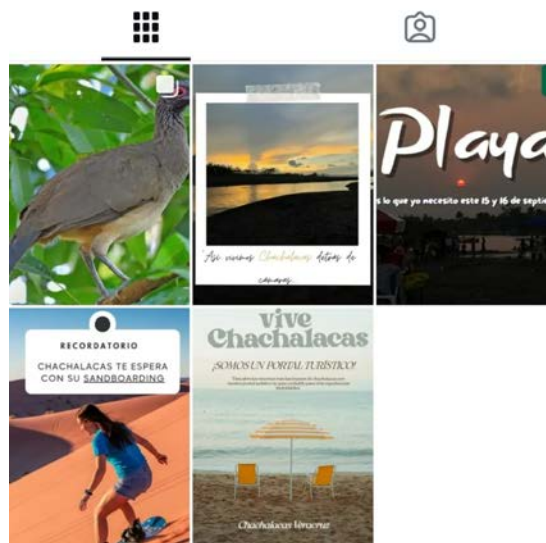 "Así vivimos Chachalacas detrás de
cámaras.
Playa
s lo que yo necesito este 15 y 16 de septie
RECORDATORIO
CHACHALACAS TE ESPERA
CON SU SANDBOARDING
vive
Chachalacas
¡SOMOS UN PORTAL TURÍSTICO!
Chachalacas Veracruz